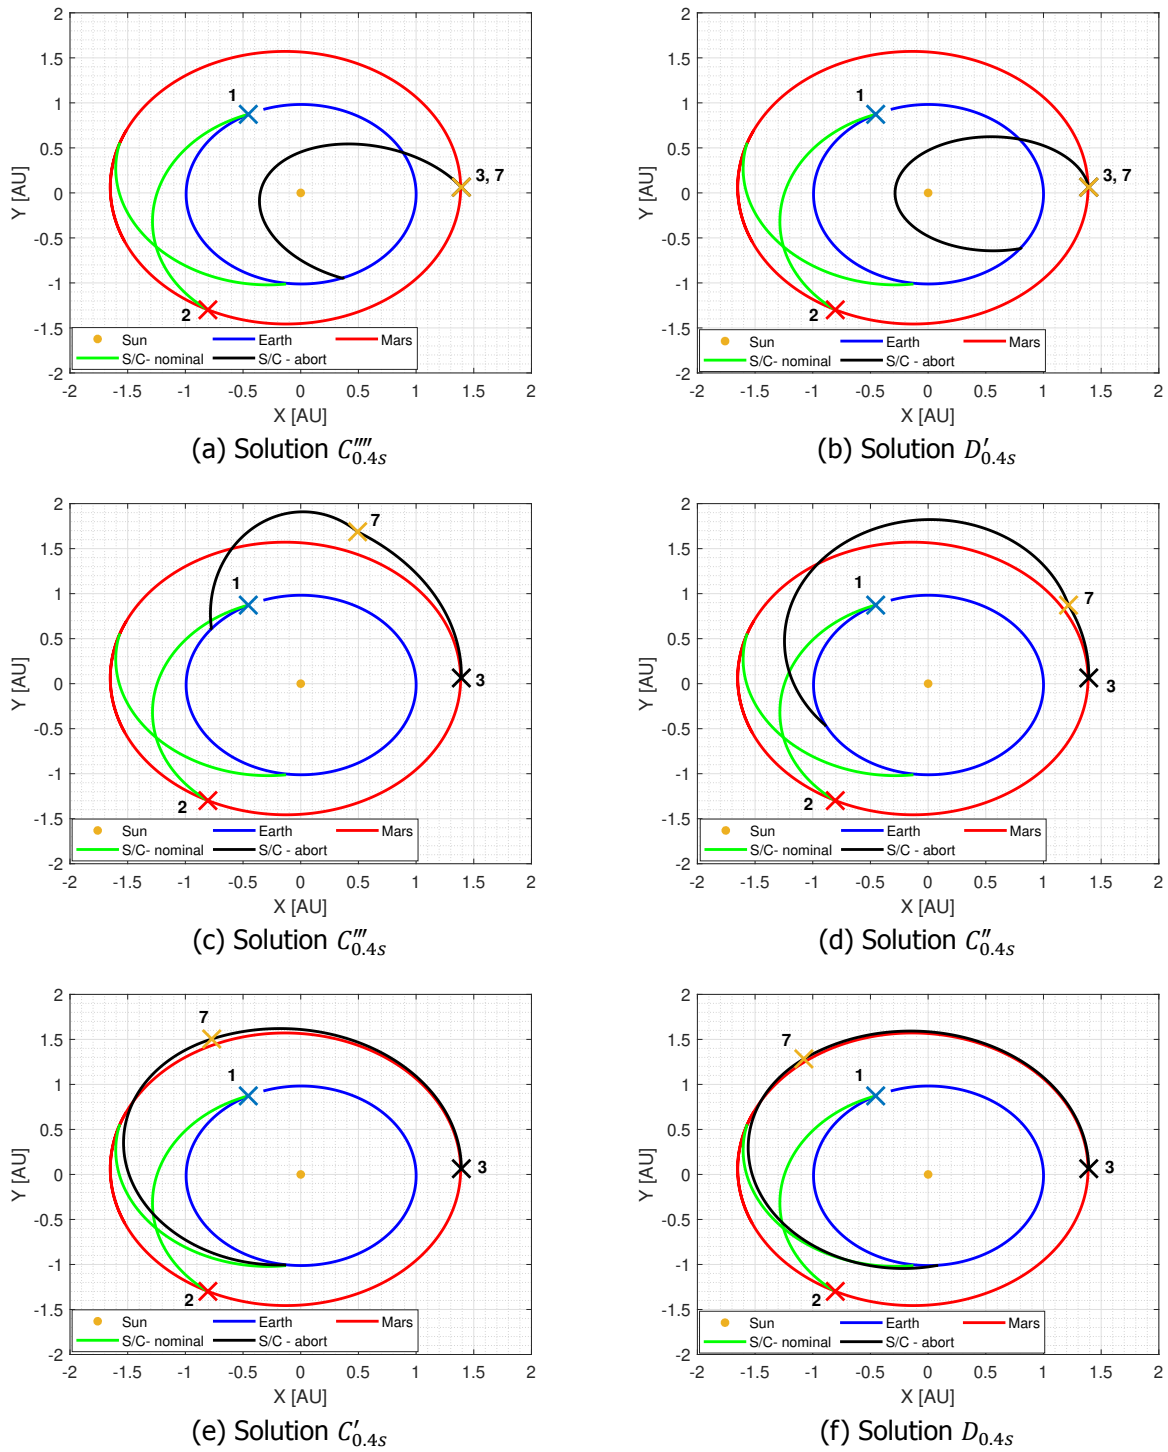 2
1.5
1
0.5
0
-0.5
-1
-1.5
-2
Y [AU]
1
2
3, 7
Sun Earth Mars
S/C- nominal S/C - abort
-2 -1.5 -1 -0.5 0 0.5 1 1.5 2
X [AU]
(a) Solution C''''0.4s
2
1.5
1
0.5
0
-0.5
-1
-1.5
-2
Y [AU]
1
2
3, 7
Sun Earth Mars
S/C- nominal S/C - abort
-2 -1.5 -1 -0.5 0 0.5 1 1.5 2
X [AU]
(b) Solution D'0.4s
2
1.5
1
0.5
0
-0.5
-1
-1.5
-2
Y [AU]
7
1
3
2
Sun Earth Mars
S/C- nominal S/C - abort
-2 -1.5 -1 -0.5 0 0.5 1 1.5 2
X [AU]
(c) Solution C'''0.4s
2
1.5
1
0.5
0
-0.5
-1
-1.5
-2
Y [AU]
1
7
3
2
Sun Earth Mars
S/C- nominal S/C - abort
-2 -1.5 -1 -0.5 0 0.5 1 1.5 2
X [AU]
(d) Solution C''0.4s
2
1.5
1
0.5
0
-0.5
-1
-1.5
-2
Y [AU]
7
1
3
2
Sun Earth Mars
S/C- nominal S/C - abort
-2 -1.5 -1 -0.5 0 0.5 1 1.5 2
X [AU]
(e) Solution C'0.4s
2
1.5
1
0.5
0
-0.5
-1
-1.5
-2
Y [AU]
7
1
3
2
Sun Earth Mars
S/C- nominal S/C - abort
-2 -1.5 -1 -0.5 0 0.5 1 1.5 2
X [AU]
(f) Solution D0.4s